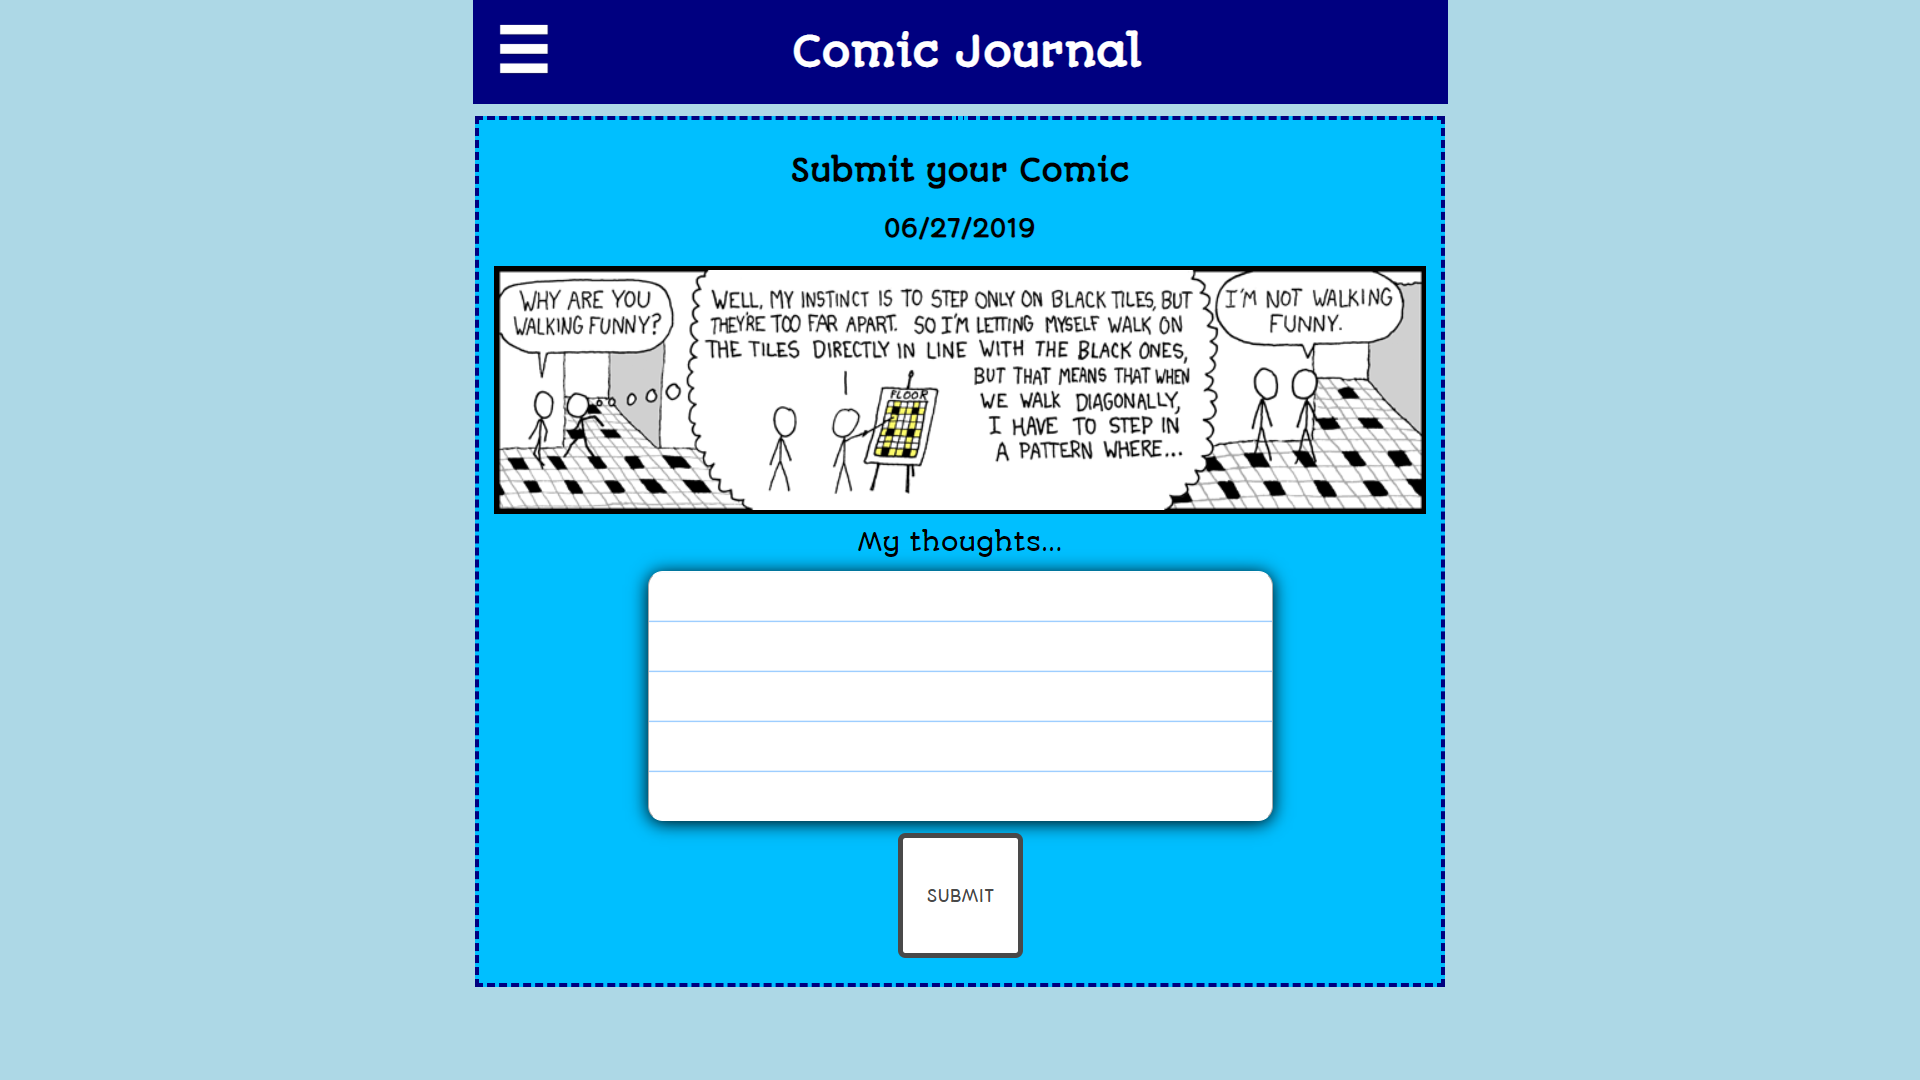 Comic Journal
Submit your Comic
06/27/2019
WHY ARE YOU
WALKING FUNNY?
WELL, MY INSTINCT IS TO STEP ONLY ON BLACK TILES, BUT
THEY'RE TOO FAR APART. SO I'M LETTING MYSELF WALK ON
THE TILES DIRECTLY IN LINE WITH THE BLACK ONES,
BUT THAT MEANS THAT WHEN
WE WALK DIAGONALLY,
I HAVE TO STEP IN
A PATTERN WHERE...
FLOOR
I'M NOT WALKING
FUNNY.
My thoughts...
SUBMIT